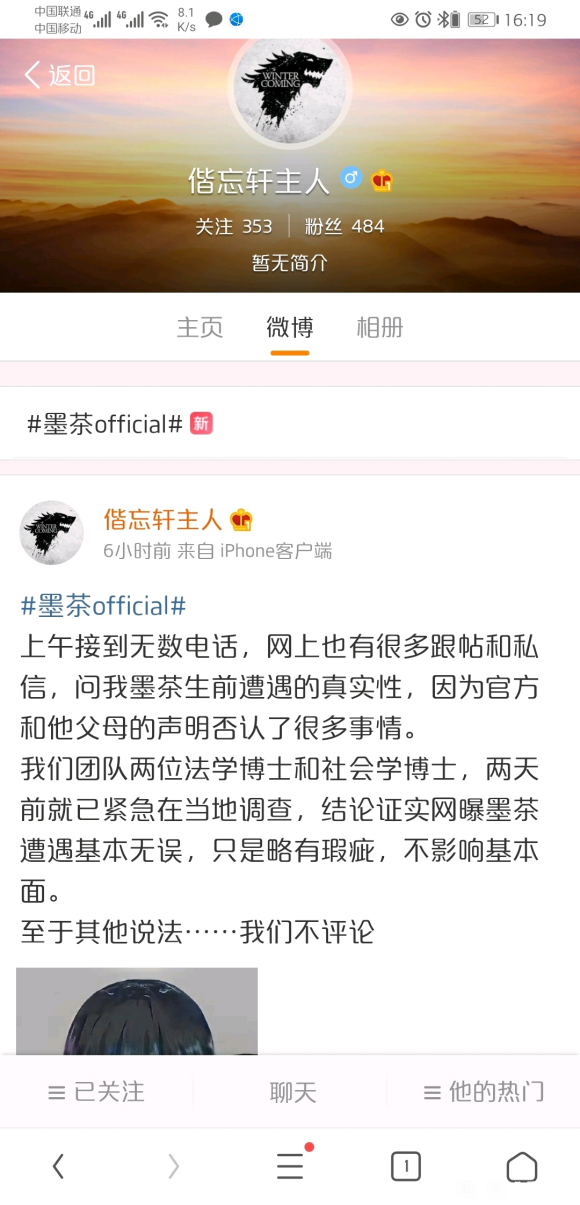 中国联通 4G 4G 8.1 K/s 52 16:19
中国移动
返回
WINTER
COMING
偕忘轩主人
关注 353 粉丝 484
暂无简介
主页 微博 相册
#墨茶official# 新
偕忘轩主人
6小时前 来自 iPhone客户端
#墨茶official#
上午接到无数电话，网上也有很多跟帖和私
信，问我墨茶生前遭遇的真实性，因为官方
和他父母的声明否认了很多事情。
我们团队两位法学博士和社会学博士，两天
前就已紧急在当地调查，结论证实网曝墨茶
遭遇基本无误，只是略有瑕疵，不影响基本
面。
至于其他说法……我们不评论
已关注 聊天 他的热门
1